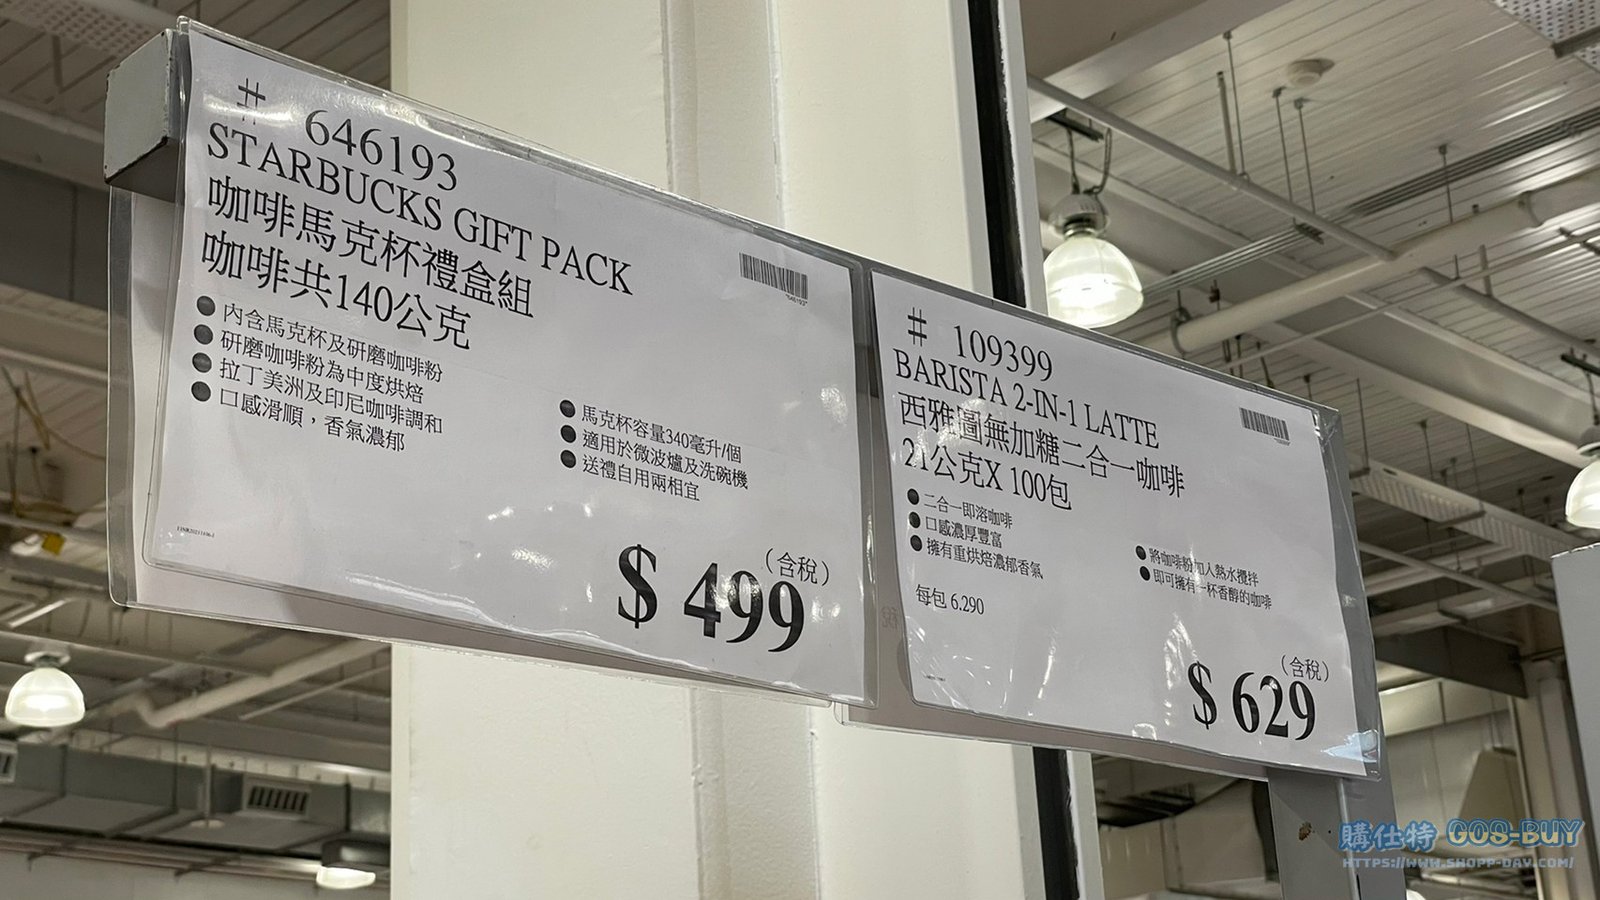 # 646193
STARBUCKS GIFT PACK
咖啡馬克杯禮盒組
咖啡共140公克
●內含馬克杯及研磨咖啡粉
●研磨咖啡粉為中度烘焙
●拉丁美洲及印尼咖啡調和
●口感滑順，香氣濃郁
●馬克杯容量340毫升/個
●適用於微波爐及洗碗機
●送禮自用兩相宜
*646193*
(含稅)
$ 499
# 109399
BARISTA 2-IN-1 LATTE
西雅圖無加糖二合一咖啡
21公克X 100包
●二合一即溶咖啡
●口感濃厚豐富
●擁有重烘焙濃郁香氣
●將咖啡粉加入熱水攪拌
●即可擁有一杯香醇的咖啡
每包 6.290
(含稅)
$ 629
購仕特 GOS-BUY
HTTPS://WWW.SHOPP-DAY.COM/